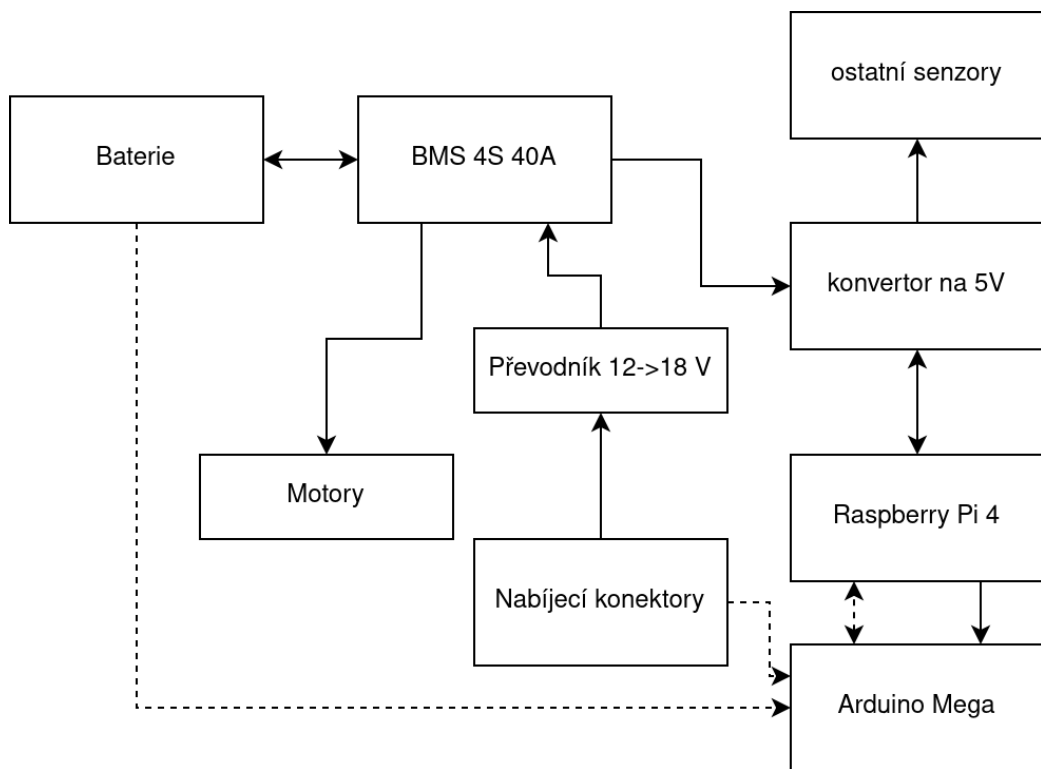 ostatní senzory
Baterie
BMS 4S 40A
konvertor na 5V
Převodník 12->18 V
Motory
Raspberry Pi 4
Nabíjecí konektory
Arduino Mega